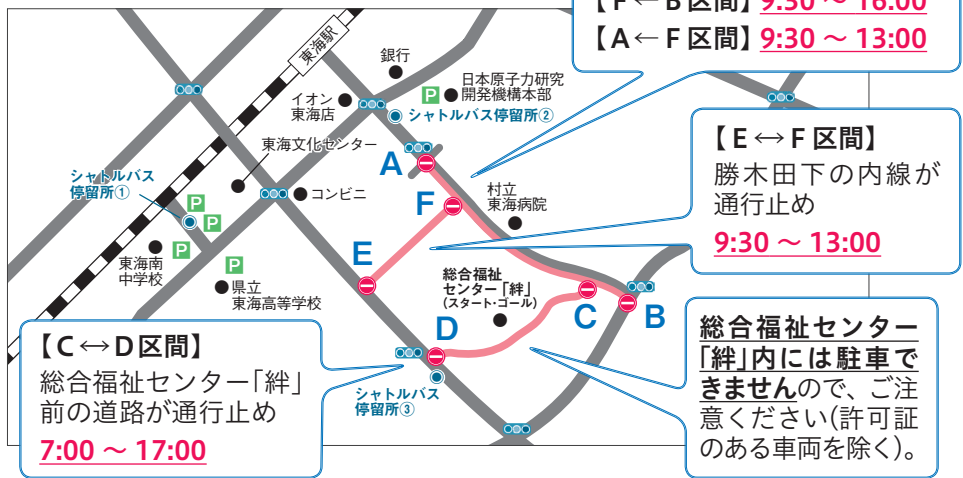 【F←B区間】9:30 ～ 16:00
【A←F区間】9:30 ～ 13:00
東海駅
銀行
イオン
東海店
P
日本原子力研究
開発機構本部
シャトルバス停留所②
東海文化センター
A
【E↔F区間】
勝木田下の内線が
通行止め
9:30 ～ 13:00
シャトルバス
停留所①
コンビニ
F
村立
東海病院
P
P
P
P
東海南
中学校
県立
東海高等学校
E
総合福祉
センター「絆」
(スタート・ゴール)
C
B
D
総合福祉センター
「絆」内には駐車で
きませんので、ご注
意ください(許可証
のある車両を除く)。
【C↔D区間】
総合福祉センター「絆」
前の道路が通行止め
7:00 ～ 17:00
シャトルバス
停留所③